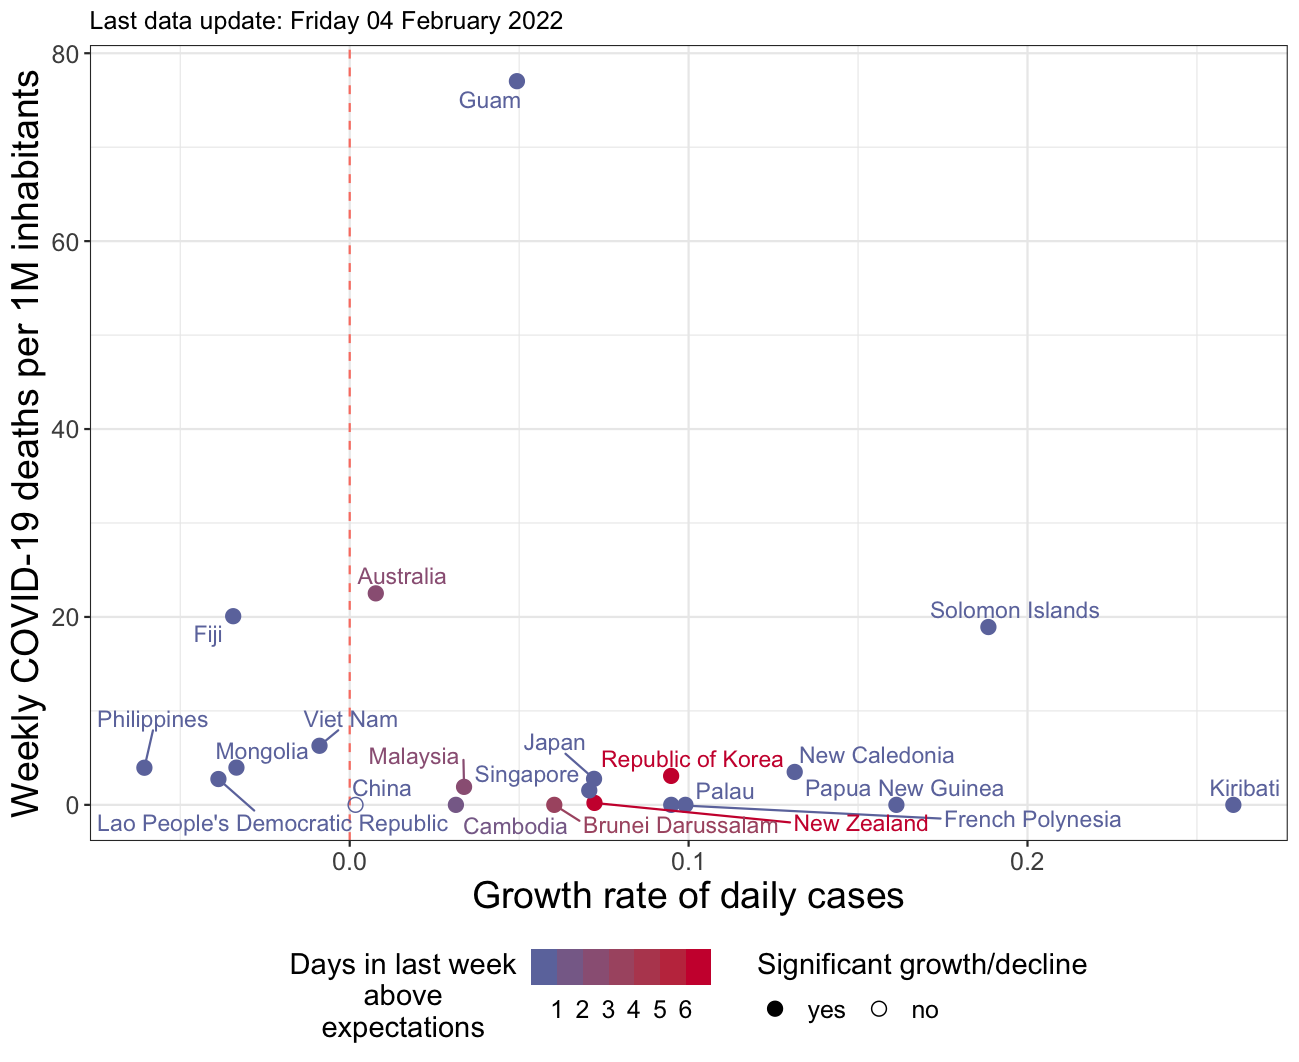 Last data update: Friday 04 February 2022
Weekly COVID-19 deaths per 1M inhabitants
80
60
40
20
0
Guam
Australia
Fiji
Solomon Islands
Philippines
Viet Nam
Mongolia
Malaysia
Japan
Republic of Korea
New Caledonia
Singapore
China
Palau
Papua New Guinea
Kiribati
Lao People's Democratic Republic
Cambodia
Brunei Darussalam
New Zealand
French Polynesia
0.0
0.1
0.2
Growth rate of daily cases
Days in last week
above
expectations
1 2 3 4 5 6
Significant growth/decline
yes no